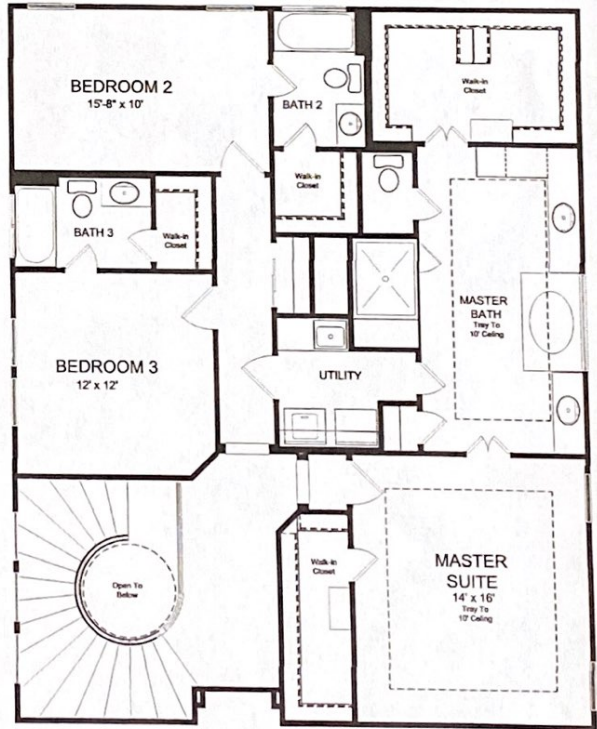 BEDROOM 2
15'-8" x 10'
BATH 2
Walk-in
Closet
Walk-in
Closet
BATH 3
Walk-in
Closet
MASTER
BATH
Tray To
10' Ceiling
BEDROOM 3
12' x 12'
UTILITY
Open To
Below
Walk-in
Closet
MASTER
SUITE
14' x 16'
Tray To
10' Ceiling